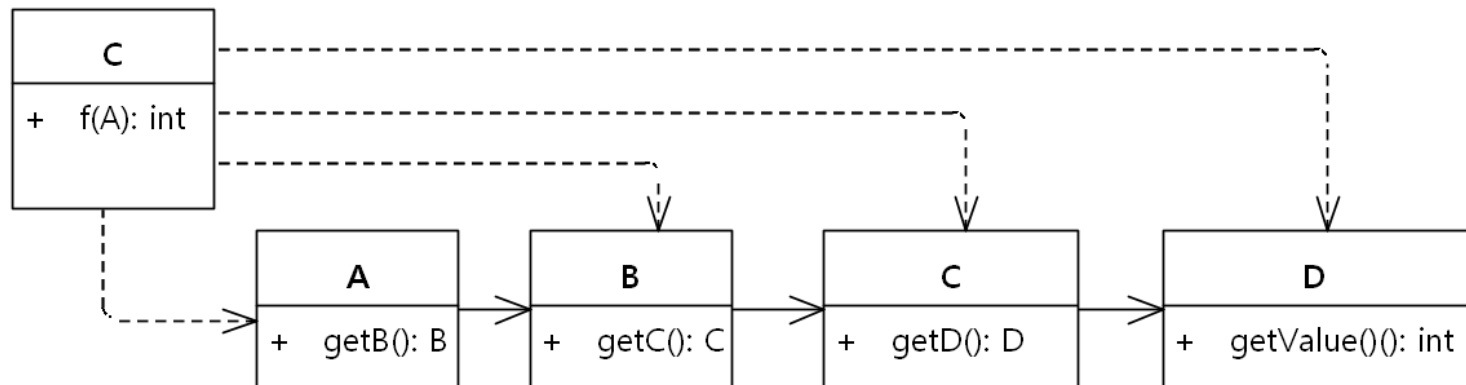 C
+ f(A): int
A
+ getB(): B
B
+ getC(): C
C
+ getD(): D
D
+ getValue()(): int